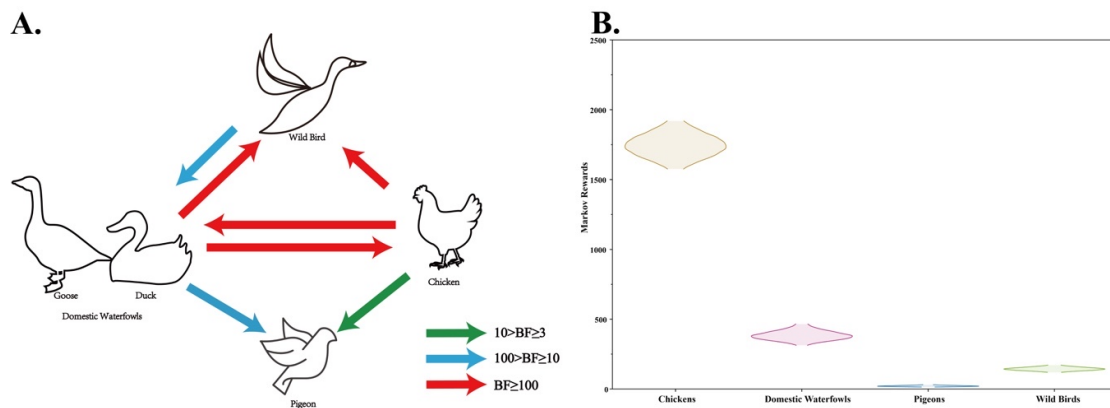 A.
Wild Bird
Goose
Duck
Domestic Waterfowls
Chicken
Pigeon
10>BF≥3
100>BF≥10
BF≥100
B.
Markov Rewards
2500
2000
1500
1000
500
0
Chickens
Domestic Waterfowls
Pigeons
Wild Birds